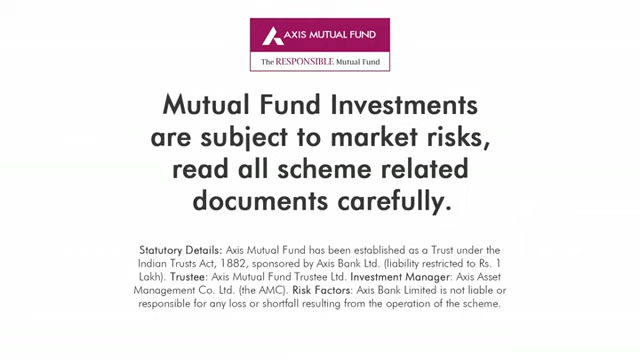 AXIS MUTUAL FUND
The RESPONSIBLE Mutual Fund
Mutual Fund Investments
are subject to market risks,
read all scheme related
documents carefully.
Statutory Details: Axis Mutual Fund has been established as a Trust under the
Indian Trusts Act, 1882, sponsored by Axis Bank Ltd. (liability restricted to Rs. 1
Lakh). Trustee: Axis Mutual Fund Trustee Ltd. Investment Manager: Axis Asset
Management Co. Ltd. (the AMC). Risk Factors: Axis Bank Limited is not liable or
responsible for any loss or shortfall resulting from the operation of the scheme.